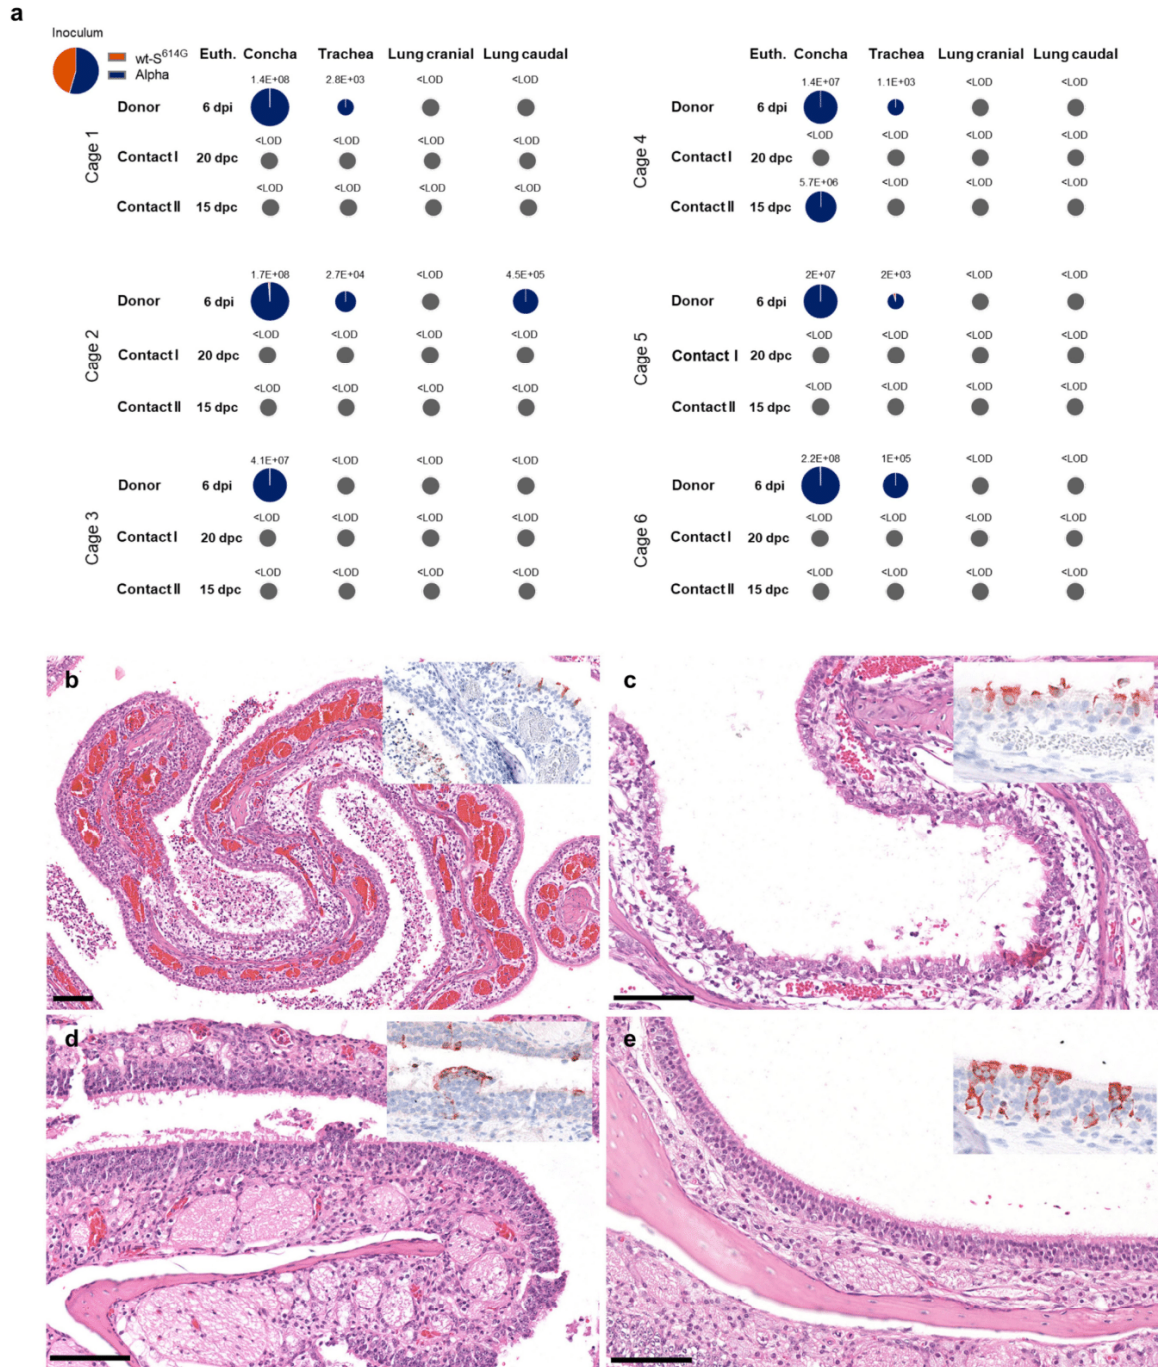 a
Inoculum
wt-S614G
Alpha
Euth. Concha Trachea Lung cranial Lung caudal
1.4E+08 2.8E+03 <LOD <LOD
Cage 1
Donor 6 dpi
<LOD <LOD <LOD <LOD
Contact I 20 dpc
<LOD <LOD <LOD <LOD
Contact II 15 dpc
1.7E+08 2.7E+04 <LOD 4.5E+05
Cage 2
Donor 6 dpi
<LOD <LOD <LOD <LOD
Contact I 20 dpc
<LOD <LOD <LOD <LOD
Contact II 15 dpc
4.1E+07 <LOD <LOD <LOD
Cage 3
Donor 6 dpi
<LOD <LOD <LOD <LOD
Contact I 20 dpc
<LOD <LOD <LOD <LOD
Contact II 15 dpc
Euth. Concha Trachea Lung cranial Lung caudal
1.4E+07 1.1E+03 <LOD <LOD
Cage 4
Donor 6 dpi
<LOD <LOD <LOD <LOD
Contact I 20 dpc
5.7E+06 <LOD <LOD <LOD
Contact II 15 dpc
2E+07 2E+03 <LOD <LOD
Cage 5
Donor 6 dpi
<LOD <LOD <LOD <LOD
Contact I 20 dpc
<LOD <LOD <LOD <LOD
Contact II 15 dpc
2.2E+08 1E+05 <LOD <LOD
Cage 6
Donor 6 dpi
<LOD <LOD <LOD <LOD
Contact I 20 dpc
<LOD <LOD <LOD <LOD
Contact II 15 dpc
b
c
d
e